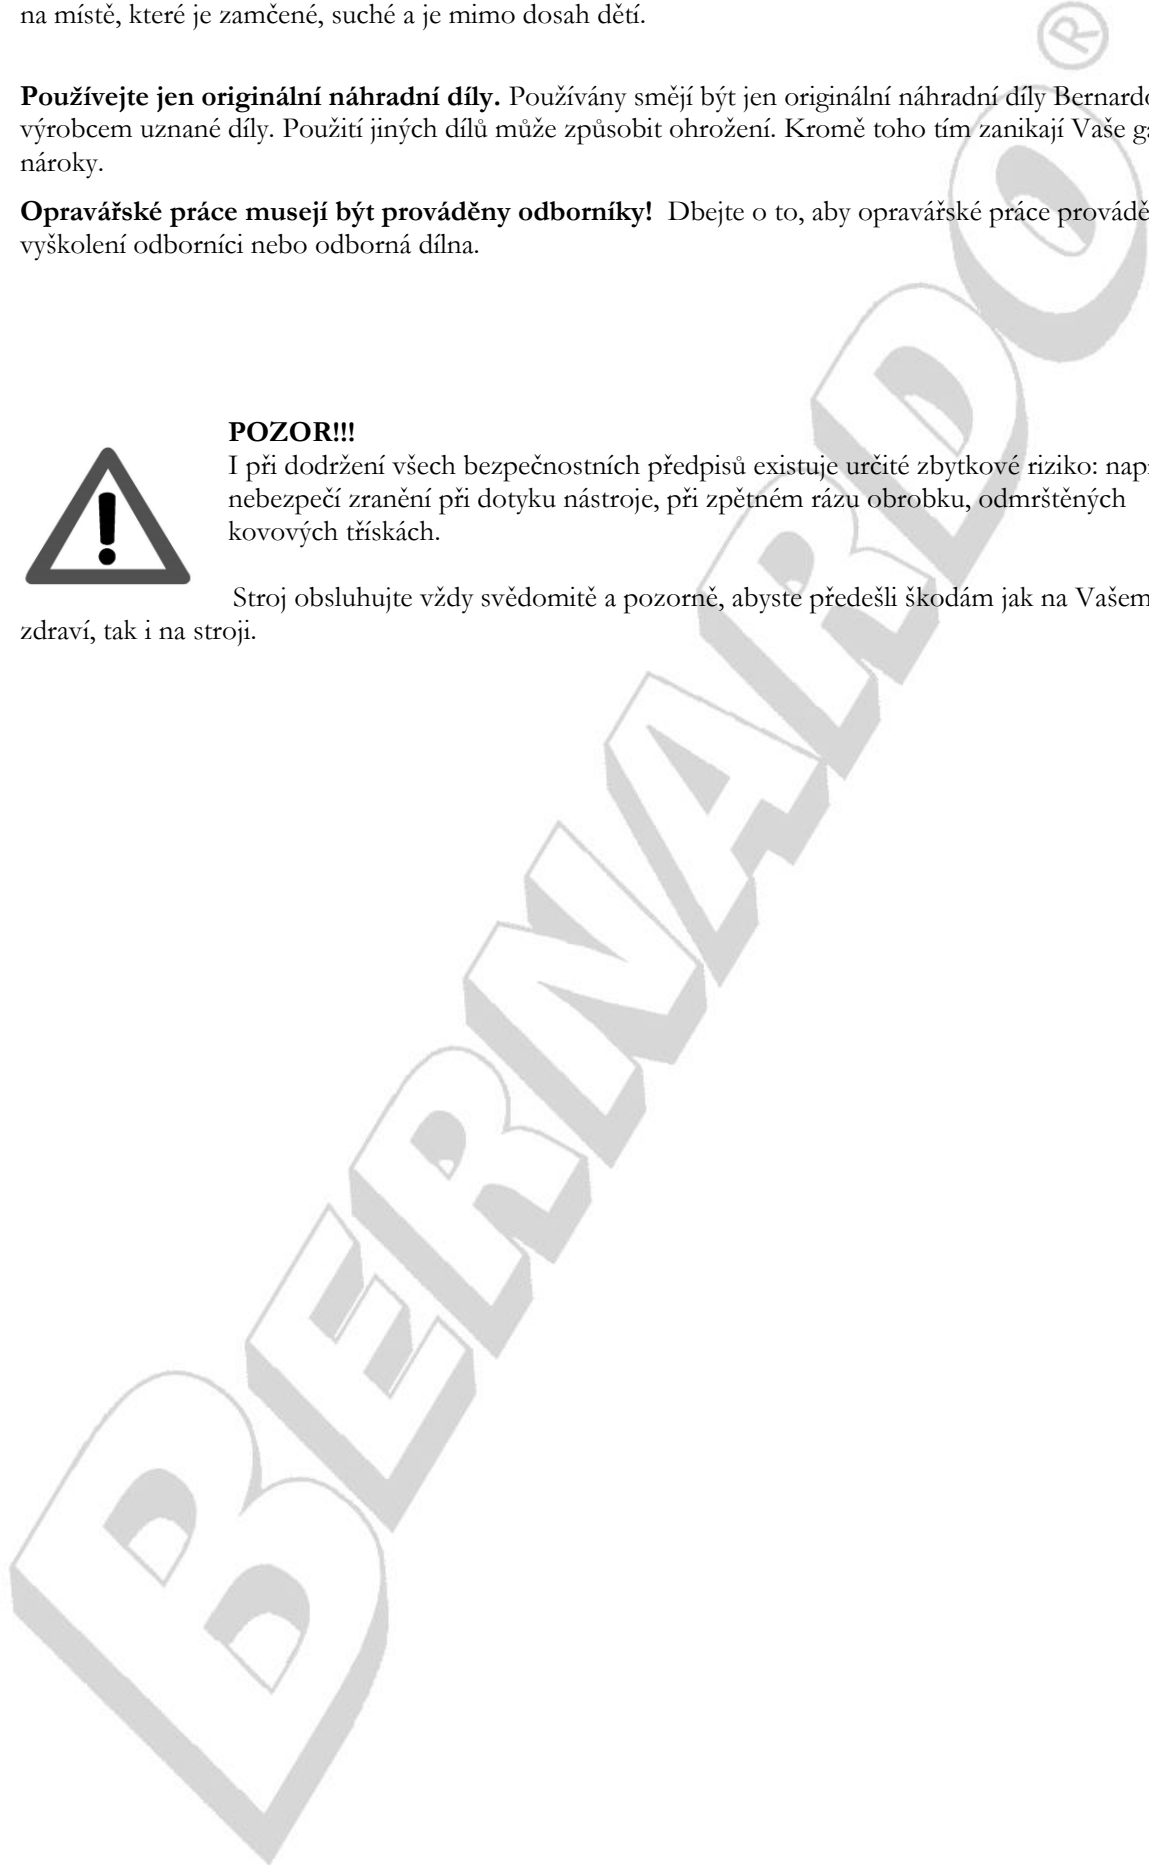 na místě, které je zamčené, suché a je mimo dosah dětí.
Používejte jen originální náhradní díly. Používány smějí být jen originální náhradní díly Bernardo
výrobcem uznané díly. Použití jiných dílů může způsobit ohrožení. Kromě toho tím zanikají Vaše
nároky.
Opravářské práce musejí být prováděny odborníky! Dbejte o to, aby opravářské práce
vyškolení odborníci nebo odborná dílna.
POZOR!!!
I při dodržení všech bezpečnostních předpisů existuje určité zbytkové riziko:
nebezpečí zranění při dotyku nástroje, při zpětném rázu obrobku, odmrštěných
kovových třískách.
Stroj obsluhujte vždy svědomitě a pozorně, abyste předešli škodám jak na Vašem
zdraví, tak i na stroji.
BERNARDO®